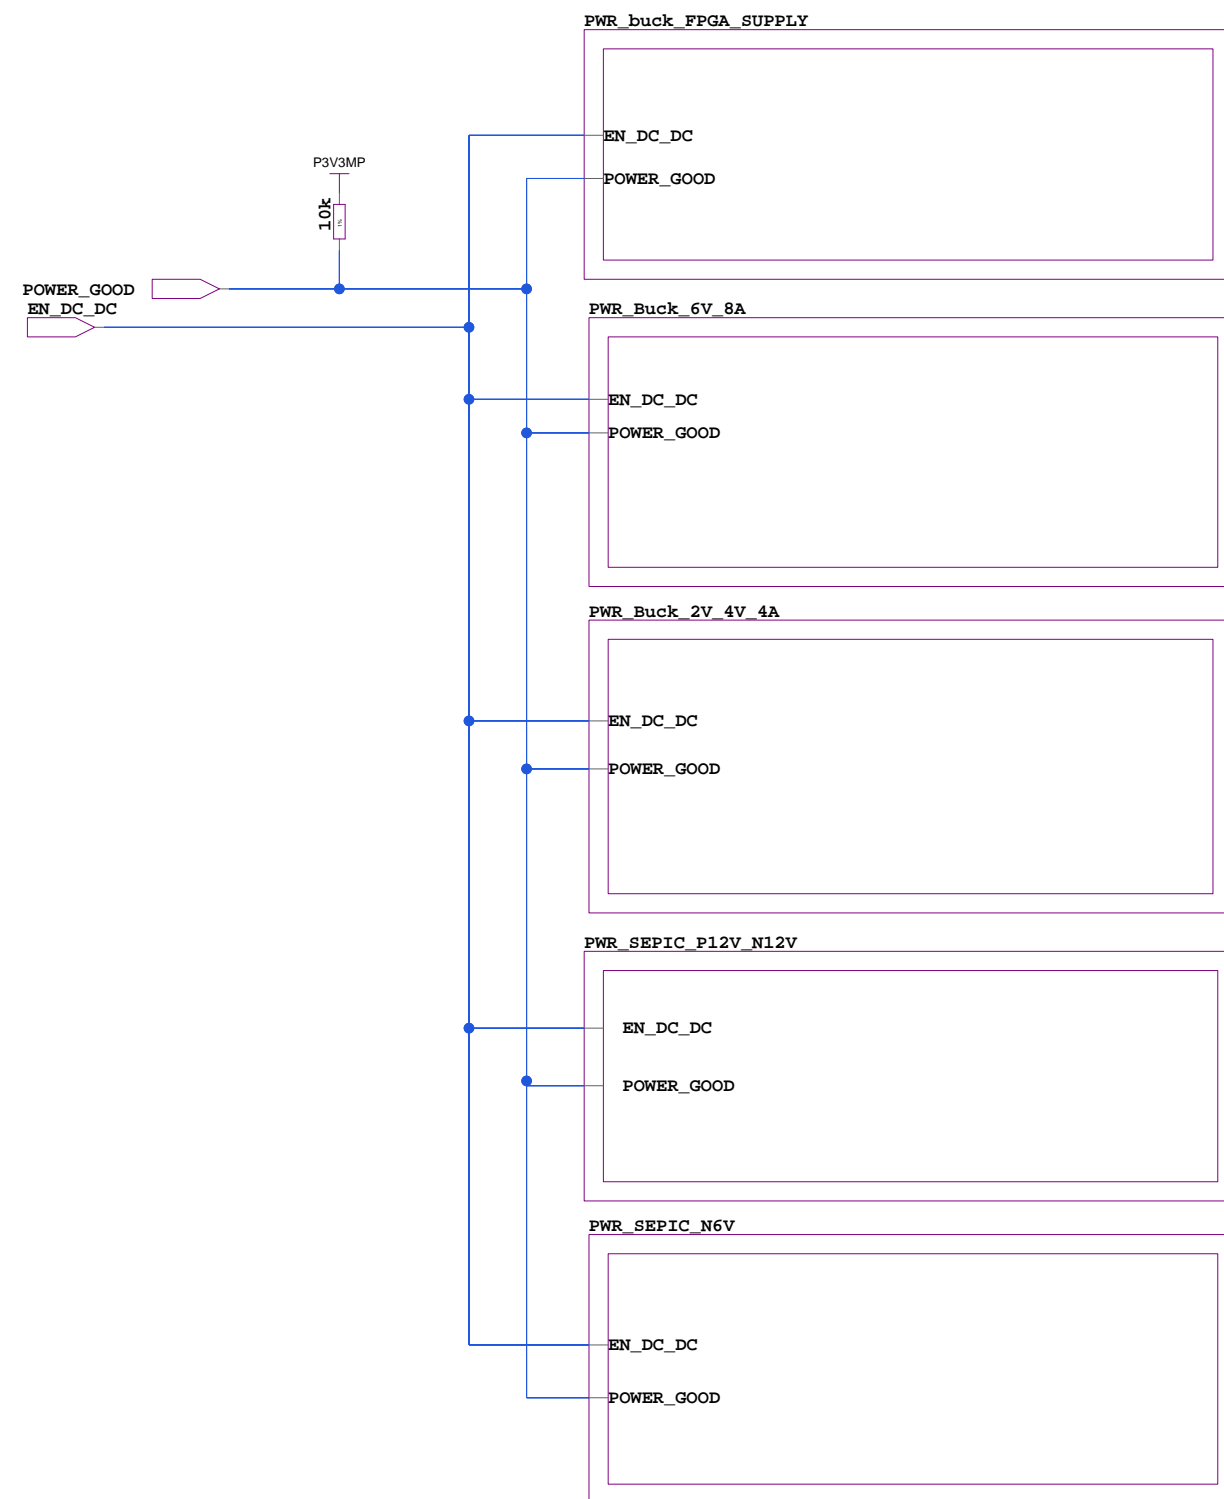 PWR_buck_FPGA_SUPPLY
EN_DC_DC
POWER_GOOD
P3V3MP
10k
1%
POWER_GOOD
EN_DC_DC
PWR_Buck_6V_8A
EN_DC_DC
POWER_GOOD
PWR_Buck_2V_4V_4A
EN_DC_DC
POWER_GOOD
PWR_SEPIC_P12V_N12V
EN_DC_DC
POWER_GOOD
PWR_SEPIC_N6V
EN_DC_DC
POWER_GOOD